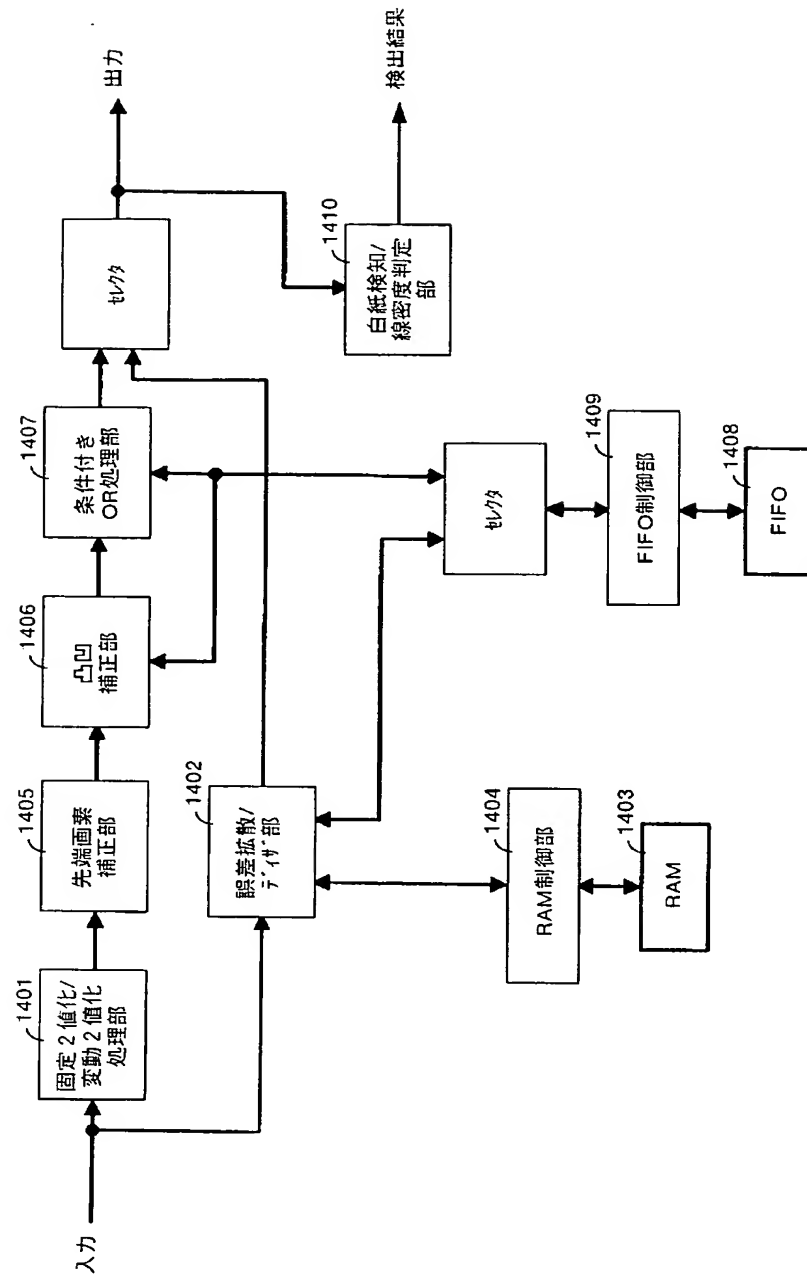 入力
1401
固定2値化/
変動2値化
処理部
1405
先端画素
補正部
1406
凸凹
補正部
1407
条件付き
OR処理部
セレクタ
出力
1402
誤差拡散/
ディザ部
1410
白紙検知/
線密度判定
部
検出結果
1404
RAM制御部
1403
RAM
セレクタ
1409
FIFO制御部
1408
FIFO